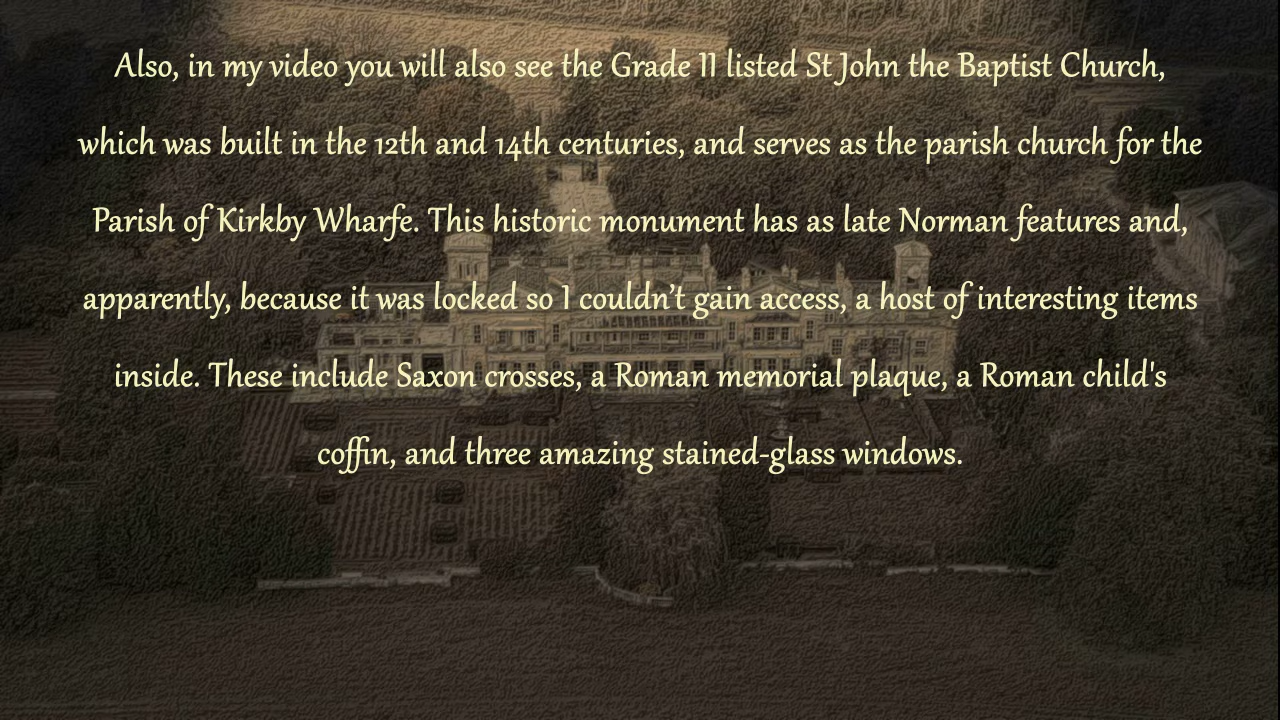 Also, in my video you will also see the Grade II listed St John the Baptist Church,
which was built in the 12th and 14th centuries, and serves as the parish church for the
Parish of Kirkby Wharfe. This historic monument has as late Norman features and,
apparently, because it was locked so I couldn’t gain access, a host of interesting items
inside. These include Saxon crosses, a Roman memorial plaque, a Roman child's
coffin, and three amazing stained-glass windows.